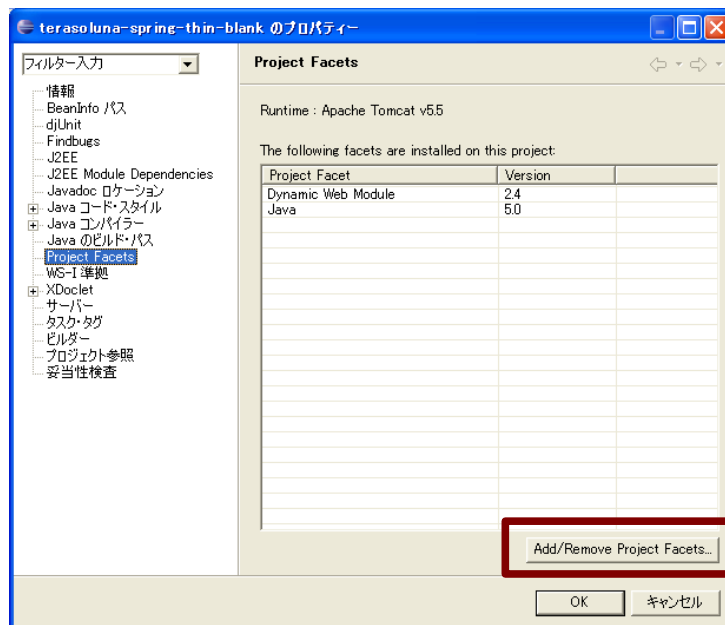 terasoluna-spring-thin-blank のプロパティー
フィルター入力
情報
BeanInfo パス
djUnit
Findbugs
J2EE
J2EE Module Dependencies
Javadoc ロケーション
Java コード・スタイル
Java コンパイラー
Java のビルド・パス
Project Facets
WS-I 準拠
XDoclet
サーバー
タスク・タグ
ビルダー
プロジェクト参照
妥当性検査
Project Facets
Runtime : Apache Tomcat v5.5
The following facets are installed on this project:
Project Facet Version
Dynamic Web Module 2.4
Java 5.0
Add/Remove Project Facets...
OK キャンセル